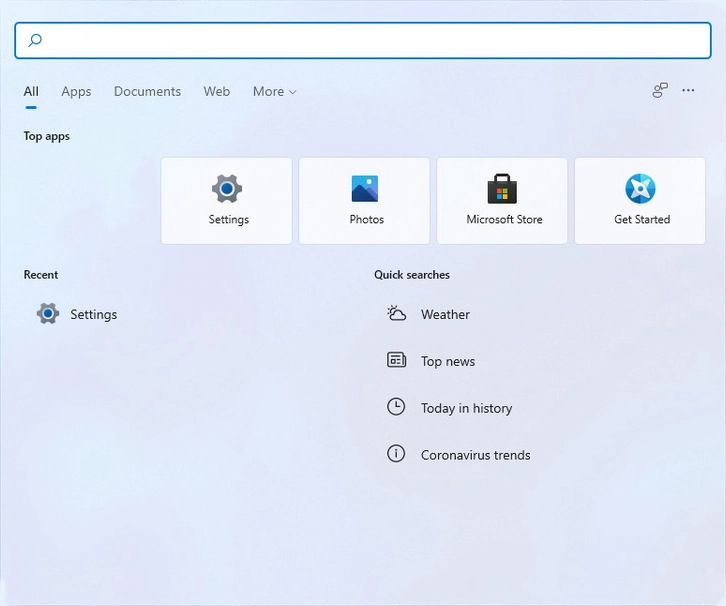 All Apps Documents Web More
Top apps
Settings Photos Microsoft Store Get Started
Recent
Settings
Quick searches
Weather
Top news
Today in history
Coronavirus trends